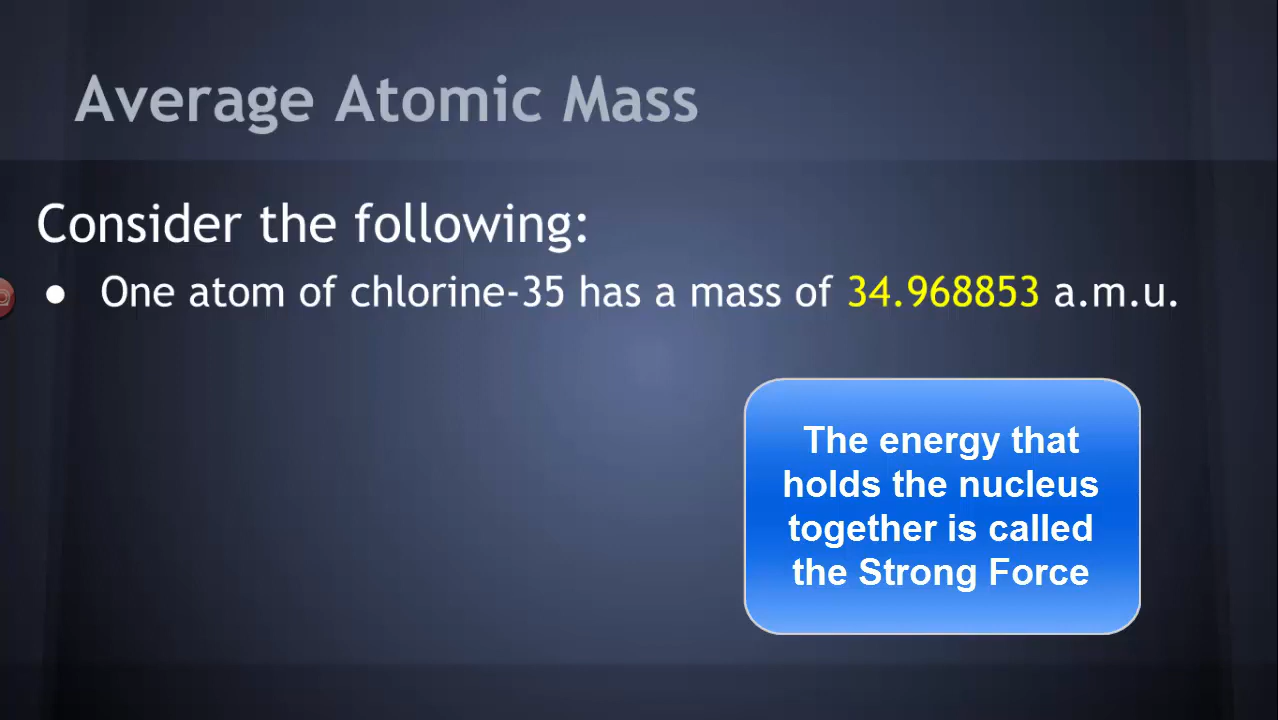 Average Atomic Mass
Consider the following:
● One atom of chlorine-35 has a mass of 34.968853 a.m.u.
The energy that
holds the nucleus
together is called
the Strong Force